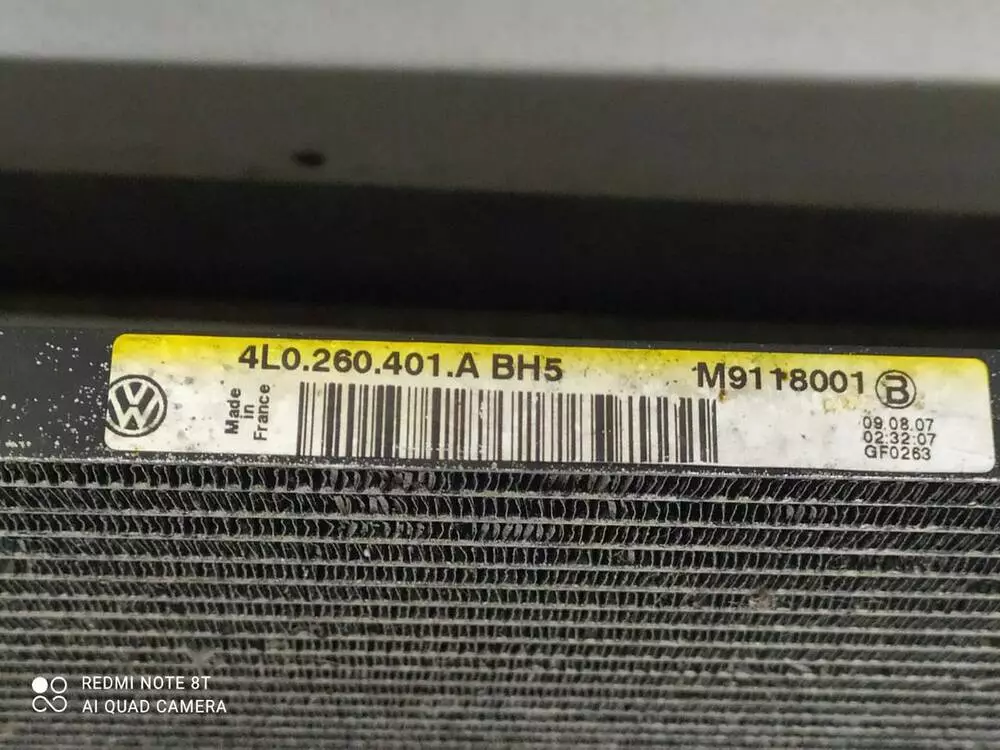 4L0.260.401.A BH5
M9118001 B
Made
in
France
09.08.07
02:32:07
GF0263
REDMI NOTE 8T
AI QUAD CAMERA